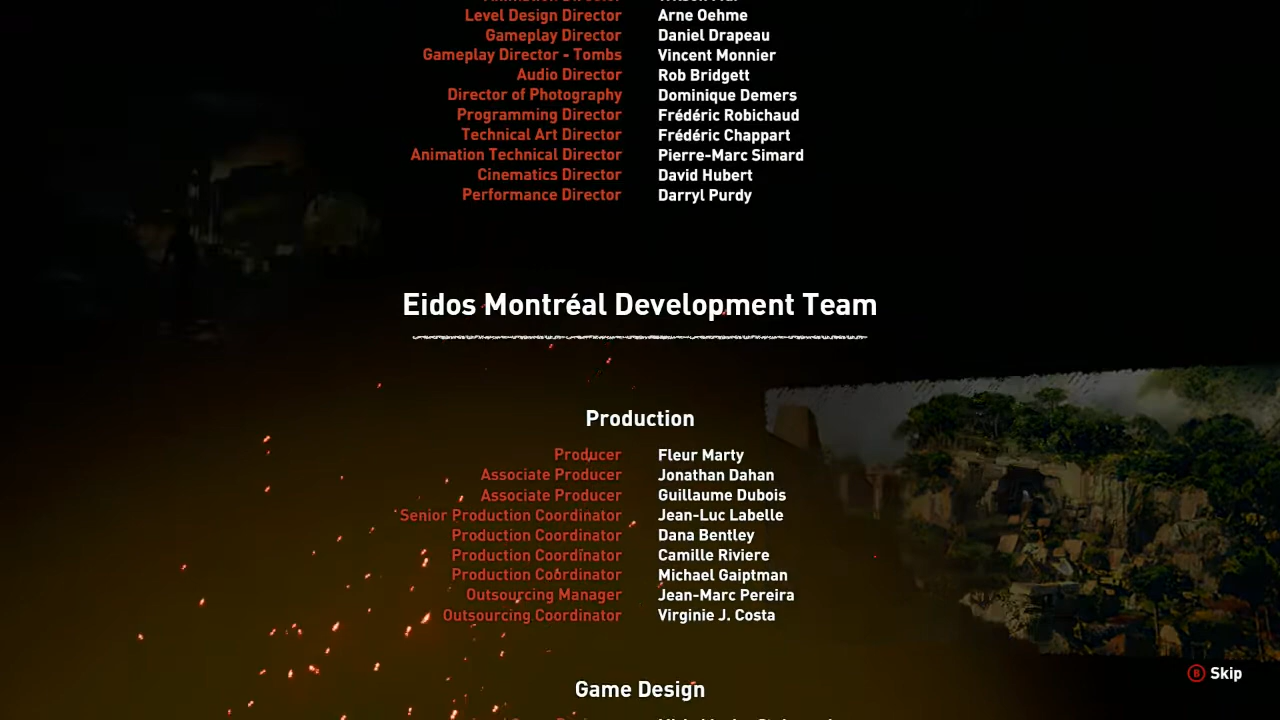 Level Design Director Arne Oehme
Gameplay Director Daniel Drapeau
Gameplay Director - Tombs Vincent Monnier
Audio Director Rob Bridgett
Director of Photography Dominique Demers
Programming Director Frédéric Robichaud
Technical Art Director Frédéric Chappart
Animation Technical Director Pierre-Marc Simard
Cinematics Director David Hubert
Performance Director Darryl Purdy
Eidos Montréal Development Team
Production
Producer Fleur Marty
Associate Producer Jonathan Dahan
Associate Producer Guillaume Dubois
Senior Production Coordinator Jean-Luc Labelle
Production Coordinator Dana Bentley
Production Coordinator Camille Riviere
Production Coordinator Michael Gaiptman
Outsourcing Manager Jean-Marc Pereira
Outsourcing Coordinator Virginie J. Costa
B Skip
Game Design